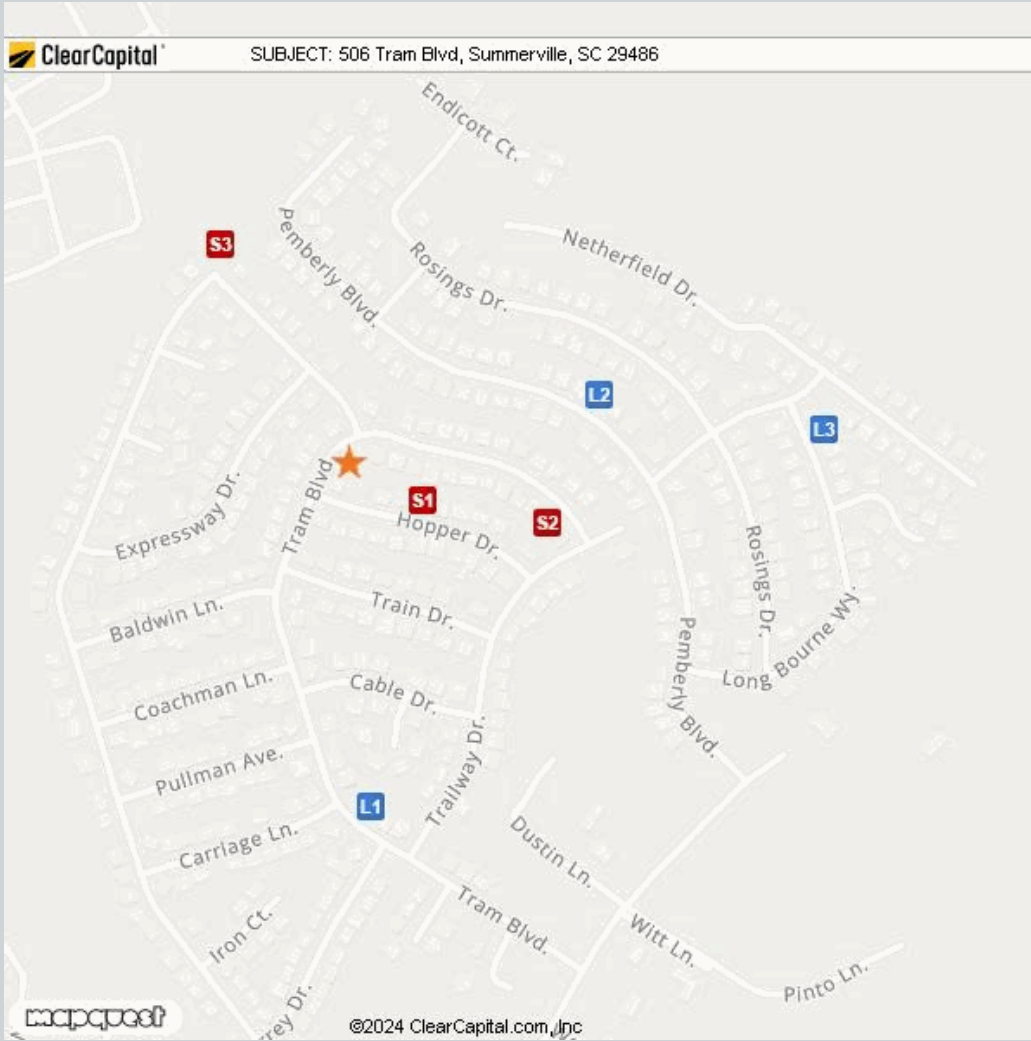 ClearCapital SUBJECT: 506 Tram Blvd, Summerville, SC 29486
Endicott Ct.
Pemberly Blvd.
S3
Netherfield Dr.
Rosings Dr.
L2
L3
S1
S2
Tram Blvd
Expressway Dr.
Hopper Dr.
Rosings Dr.
Baldwin Ln.
Train Dr.
Long Bourne Wy.
Pemberly Blvd.
Coachman Ln.
Cable Dr.
Pullman Ave.
Trailway Dr.
L1
Carriage Ln.
Dustin Ln.
Iron Ct.
Tram Blvd.
Witt Ln.
Pinto Ln.
rey Dr.
mapquest
©2024 ClearCapital.com, Inc